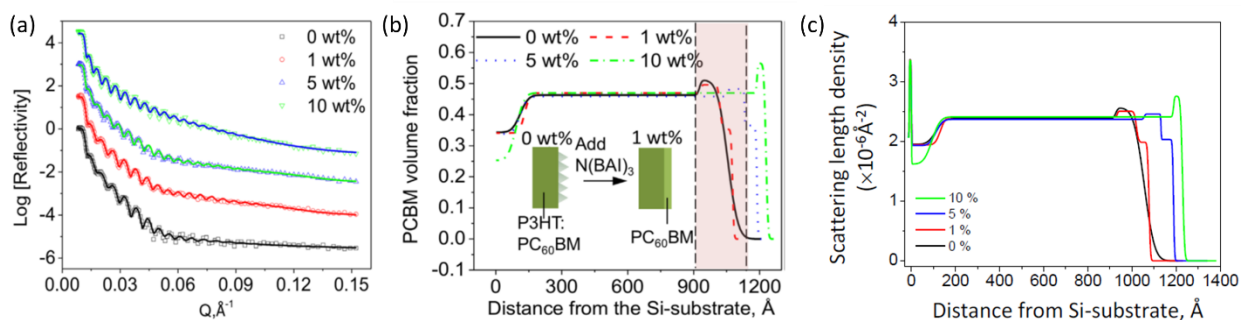 (a)
Log [Reflectivity]
4
2
0
-2
-4
-6
0 wt%
1 wt%
5 wt%
10 wt%
0.00 0.03 0.06 0.09 0.12 0.15
Q,Å⁻¹
(b)
PCBM volume fraction
0.7
0.6
0.5
0.4
0.3
0.2
0.1
0.0
-0.1
0 wt% 1 wt%
5 wt% 10 wt%
0 wt% Add 1 wt%
N(BAI)₃
P3HT:
PC₆₀BM PC₆₀BM
0 300 600 900 1200
Distance from the Si-substrate, Å
(c)
Scattering length density
(×10⁻⁶Å⁻²)
4
3
2
1
0
10 %
5 %
1 %
0 %
0 200 400 600 800 1000 1200 1400
Distance from Si-substrate, Å